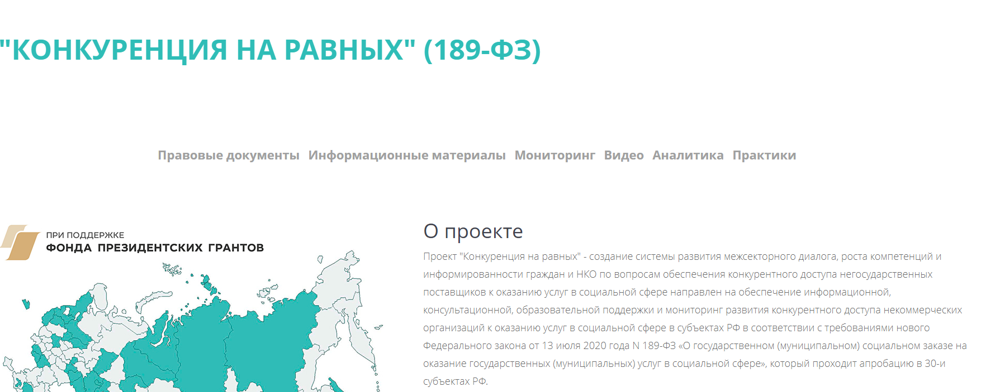 "КОНКУРЕНЦИЯ НА РАВНЫХ" (189-ФЗ)
Правовые документы Информационные материалы Мониторинг Видео Аналитика Практики
ПРИ ПОДДЕРЖКЕ
ФОНДА ПРЕЗИДЕНТСКИХ ГРАНТОВ
О проекте
Проект "Конкуренция на равных" - создание системы развития межсекторного диалога, роста компетенций и
информированности граждан и НКО по вопросам обеспечения конкурентного доступа негосударственных
поставщиков к оказанию услуг в социальной сфере направлен на обеспечение информационной,
консультационной, образовательной поддержки и мониторинг развития конкурентного доступа некоммерческих
организаций к оказанию услуг в социальной сфере в субъектах РФ в соответствии с требованиями нового
Федерального закона от 13 июля 2020 года N 189-ФЗ «О государственном (муниципальном) социальном заказе на
оказание государственных (муниципальных) услуг в социальной сфере», который проходит апробацию в 30-и
субъектах РФ.